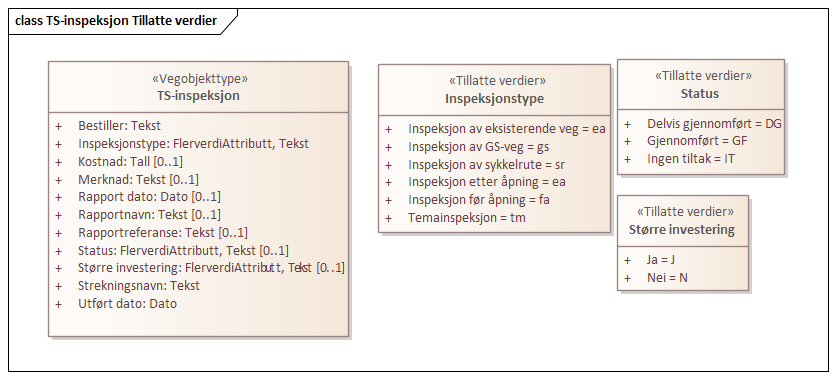 class TS-inspeksjon Tillatte verdier
«Vegobjekttype»
TS-inspeksjon
+ Bestiller: Tekst
+ Inspeksjonstype: FlerverdiAttributt, Tekst
+ Kostnad: Tall [0..1]
+ Merknad: Tekst [0..1]
+ Rapport dato: Dato [0..1]
+ Rapportnavn: Tekst [0..1]
+ Rapportreferanse: Tekst [0..1]
+ Status: FlerverdiAttributt, Tekst [0..1]
+ Større investering: FlerverdiAttributt, Tekst [0..1]
+ Strekningsnavn: Tekst
+ Utført dato: Dato
«Tillatte verdier»
Inspeksjonstype
+ Inspeksjon av eksisterende veg = ea
+ Inspeksjon av GS-veg = gs
+ Inspeksjon av sykkelrute = sr
+ Inspeksjon etter åpning = ea
+ Inspeksjon før åpning = fa
+ Temainspeksjon = tm
«Tillatte verdier»
Status
+ Delvis gjennomført = DG
+ Gjennomført = GF
+ Ingen tiltak = IT
«Tillatte verdier»
Større investering
+ Ja = J
+ Nei = N